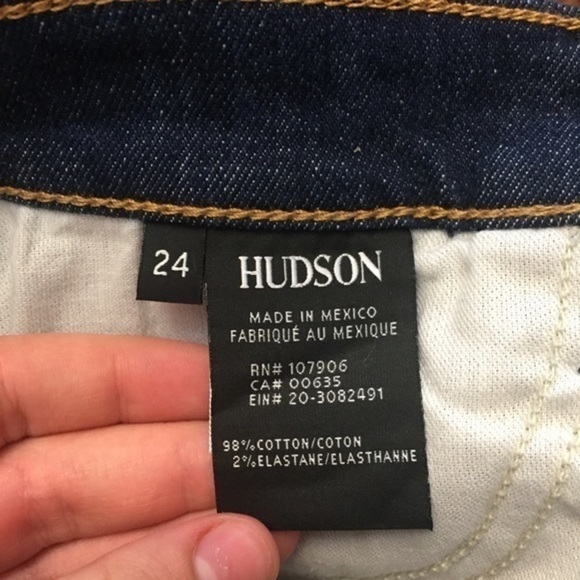 24
HUDSON
MADE IN MEXICO
FABRIQUÉ AU MEXIQUE
RN# 107906
CA# 00635
EIN# 20-3082491
98% COTTON/COTON
2% ELASTANE/ELASTHANNE